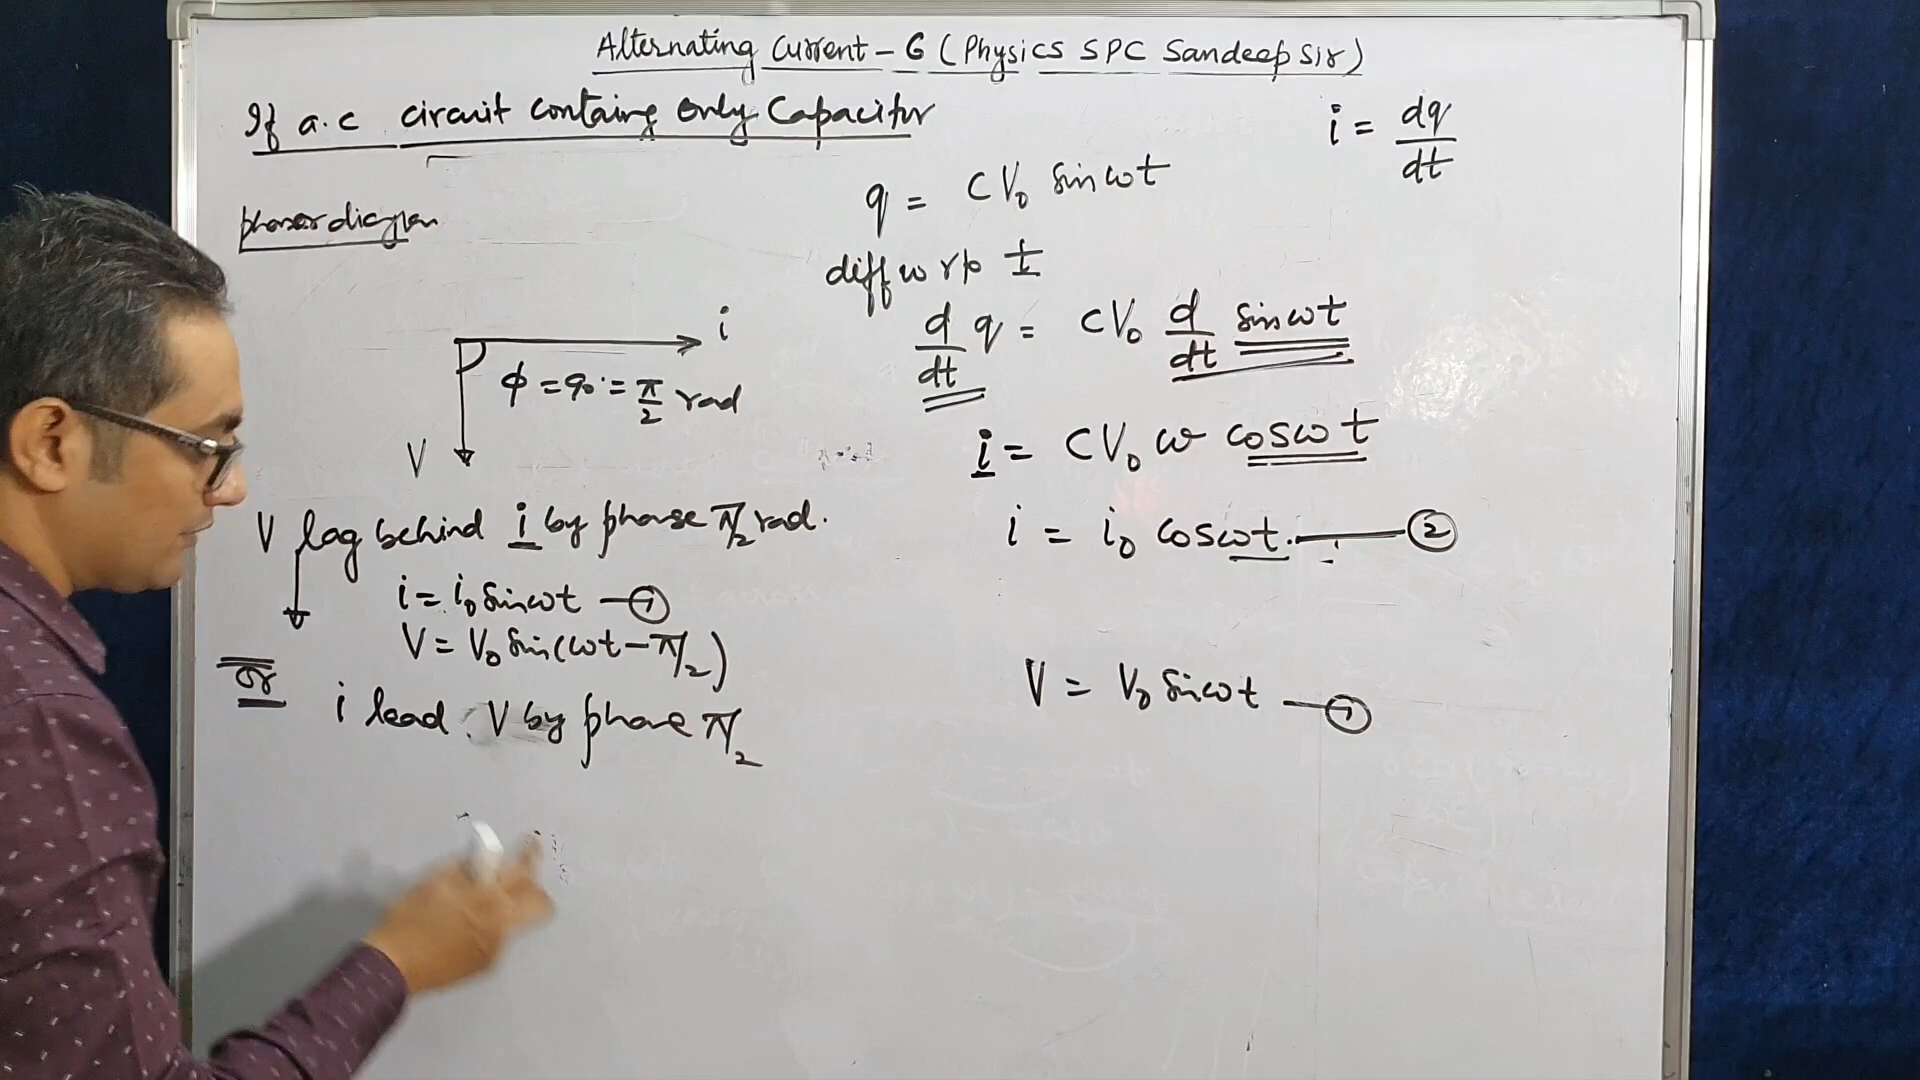 Alternating Current - 6 (Physics SPC Sandeep Sir)
If a.c circuit containg only Capacitor
phasor diagram
i
ϕ = 90° = π/2 rad
V
V lag behind i by phase π/2 rad.
i = i₀ sinωt — ①
V = V₀ sin(ωt - π/2)
or
i lead V by phase π/2
i = dq/dt
q = CV₀ sinωt
diff w r to t
d/dt q = CV₀ d/dt sinωt
i = CV₀ ω cosωt
i = i₀ cosωt. — ②
V = V₀ sinωt — ①